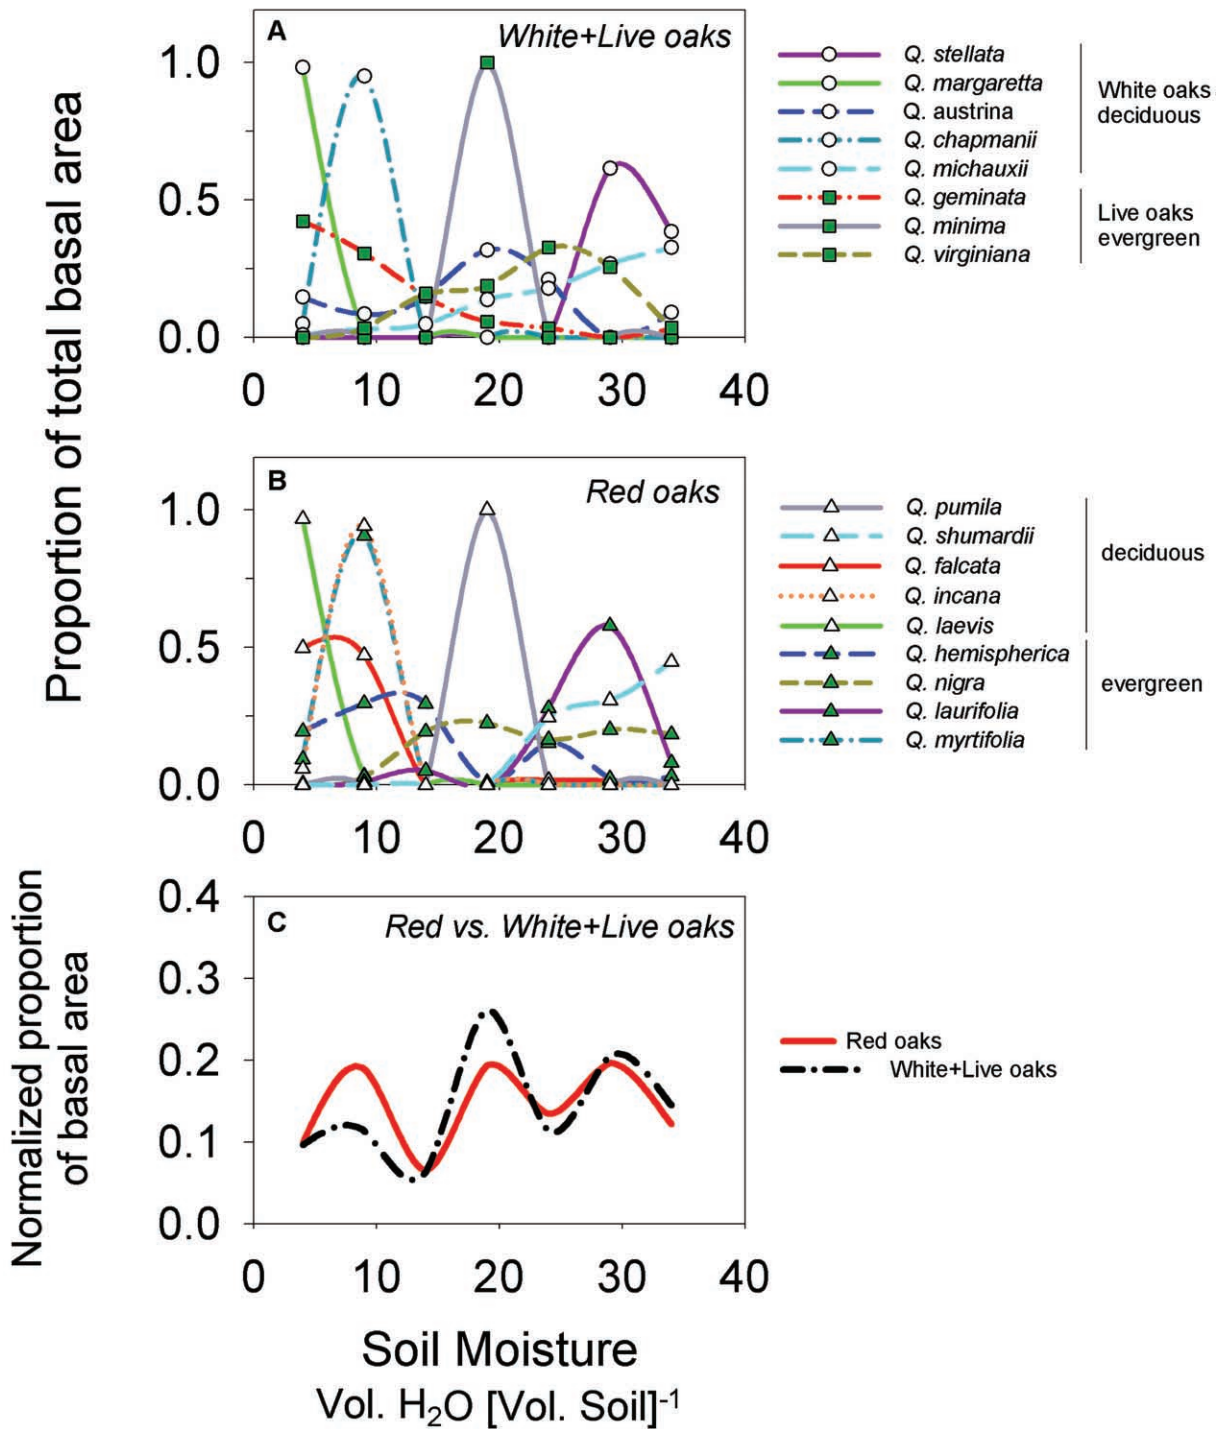 A
White+Live oaks
Proportion of total basal area
1.0
0.5
0.0
0
10
20
30
40
Q. stellata
Q. margaretta
Q. austrina
Q. chapmanii
Q. michauxii
Q. geminata
Q. minima
Q. virginiana
White oaks
deciduous
Live oaks
evergreen
B
Red oaks
1.0
0.5
0.0
0
10
20
30
40
Q. pumila
Q. shumardii
Q. falcata
Q. incana
Q. laevis
Q. hemispherica
Q. nigra
Q. laurifolia
Q. myrtifolia
deciduous
evergreen
C
Red vs. White+Live oaks
Normalized proportion
of basal area
0.4
0.3
0.2
0.1
0.0
0
10
20
30
40
Red oaks
White+Live oaks
Soil Moisture
Vol. H₂O [Vol. Soil]⁻¹